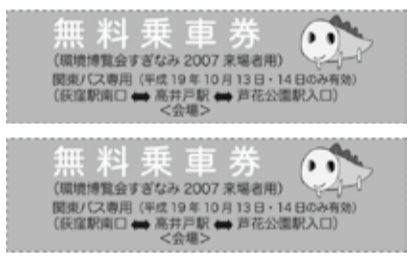 無料乗車券
(環境博覧会すぎなみ 2007 来場者用)
関東バス専用（平成 19 年 10 月 13 日・14 日のみ有効)
(荻窪駅南口 ⬌ 高井戸駅 ⬌ 芦花公園駅入口)
<会場>
無料乗車券
(環境博覧会すぎなみ 2007 来場者用)
関東バス専用（平成 19 年 10 月 13 日・14 日のみ有効)
(荻窪駅南口 ⬌ 高井戸駅 ⬌ 芦花公園駅入口)
<会場>